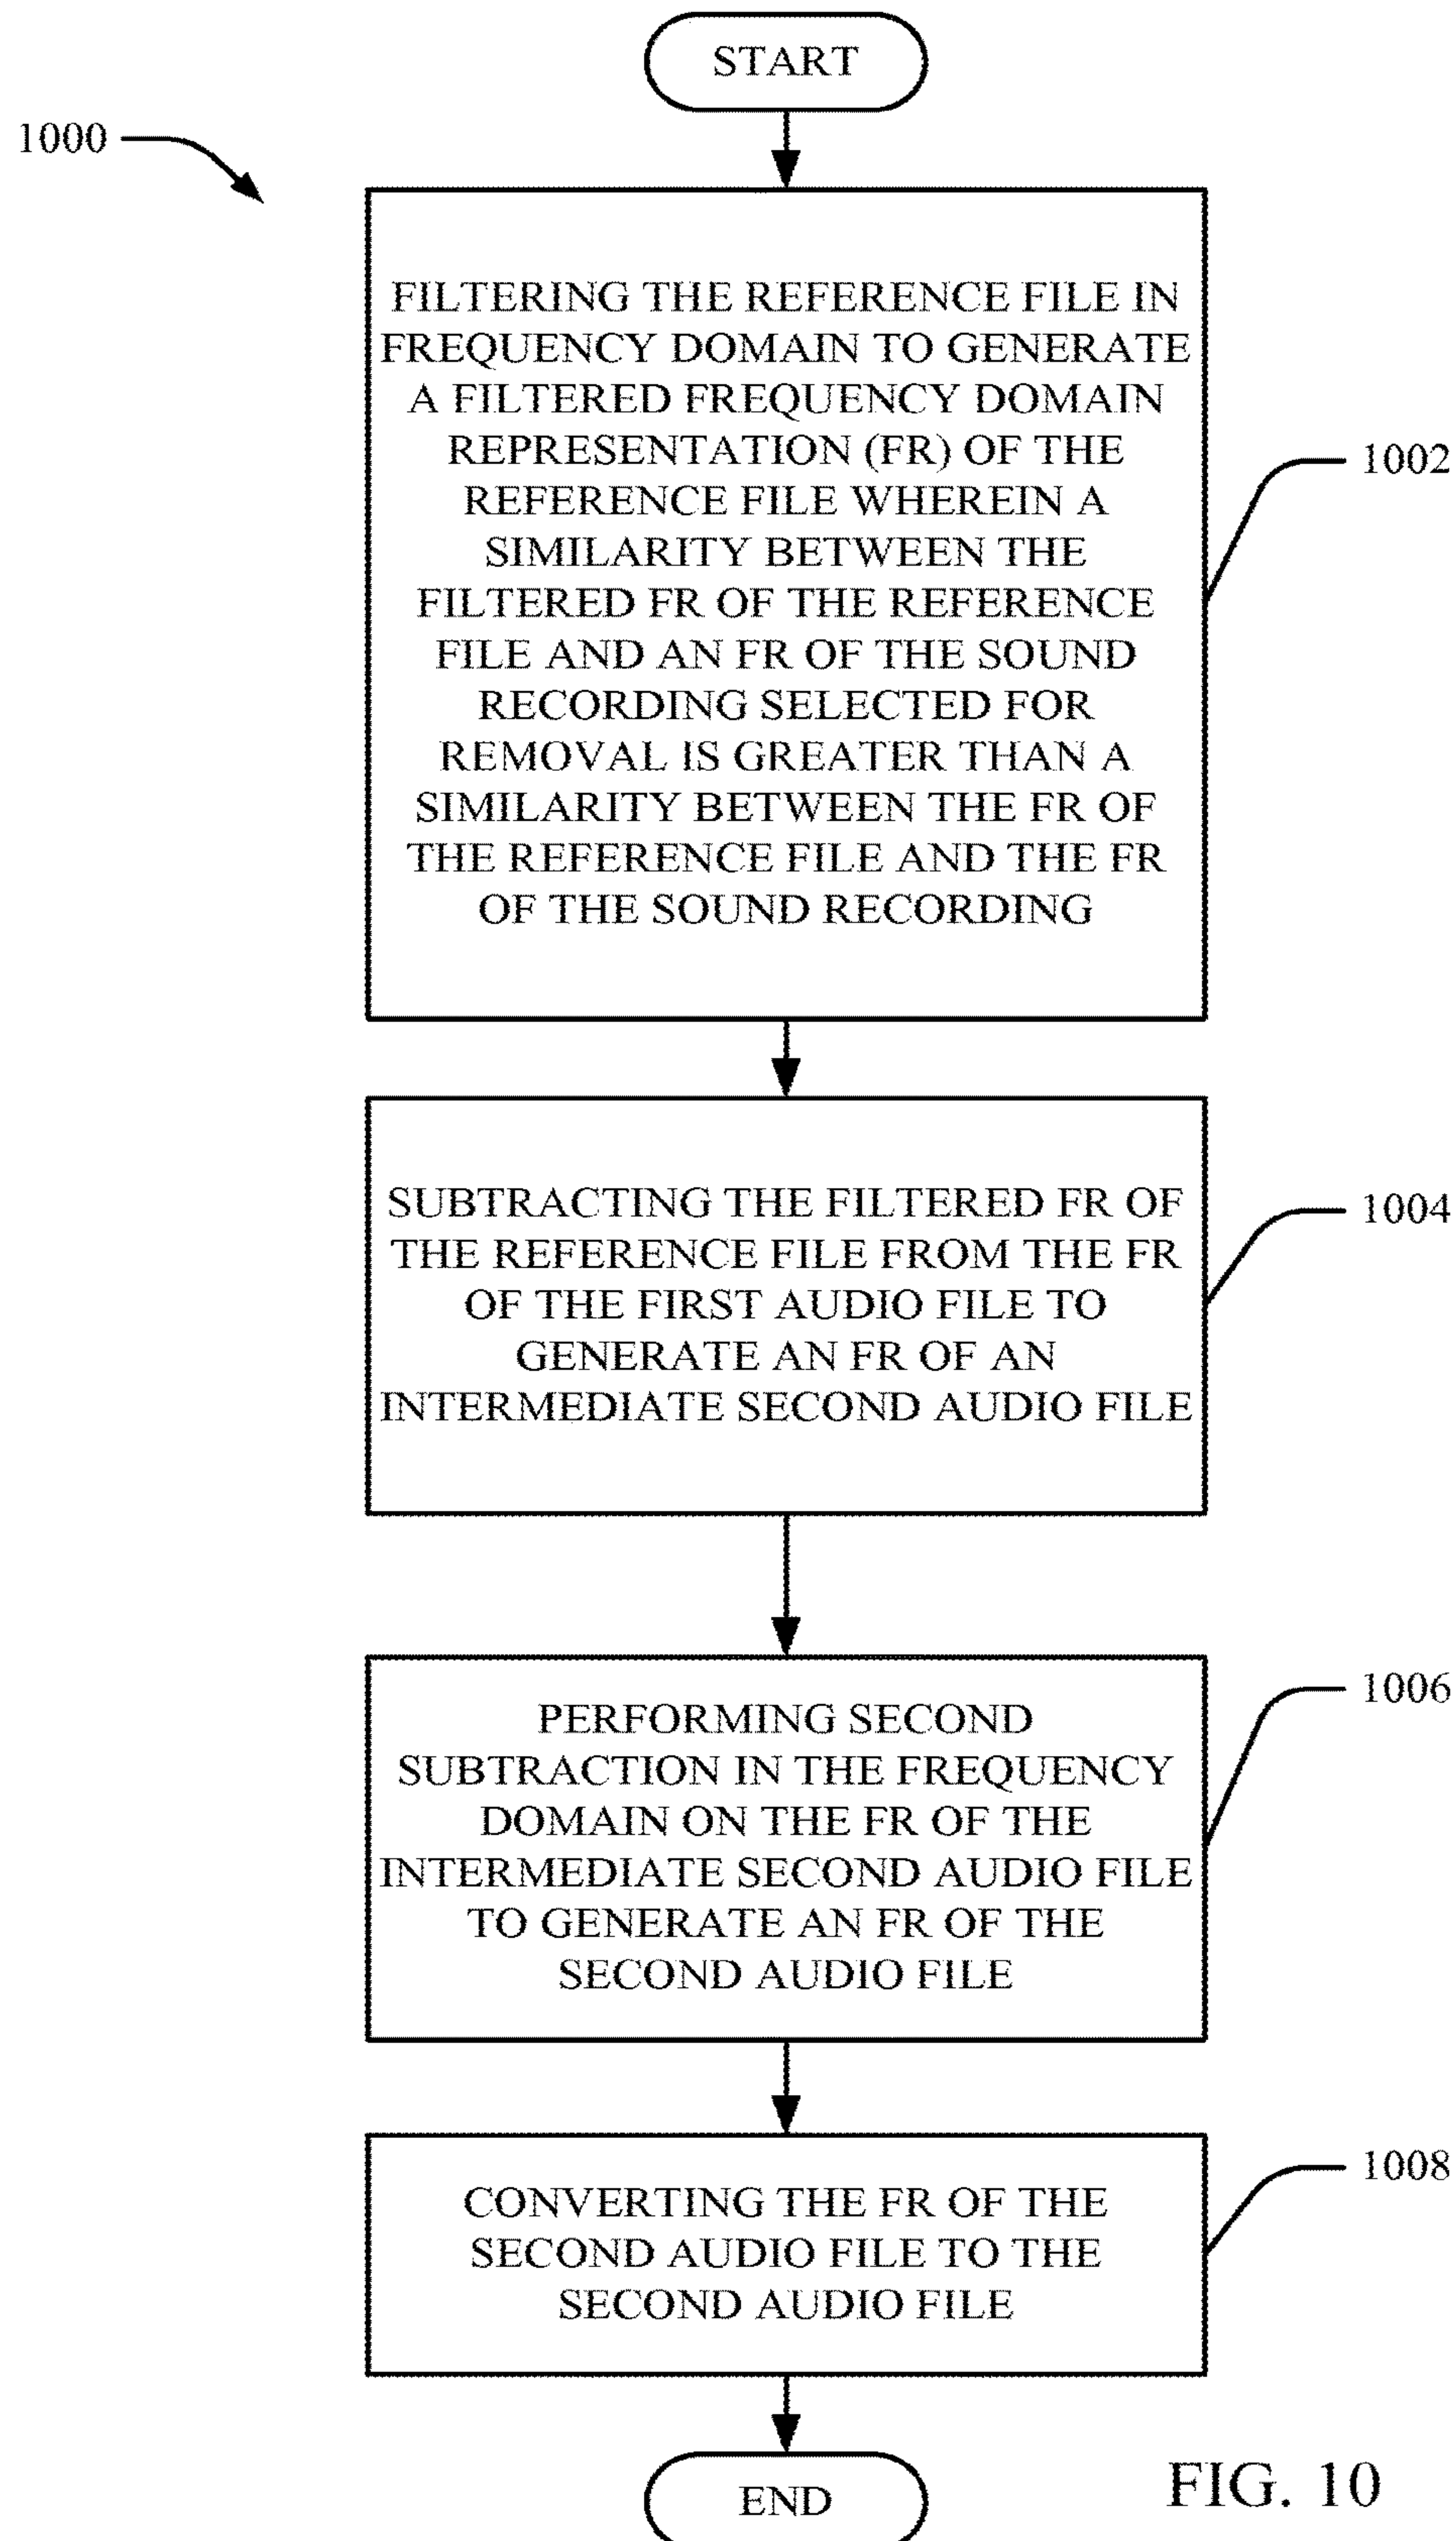 START
1000
FILTERING THE REFERENCE FILE IN
FREQUENCY DOMAIN TO GENERATE
A FILTERED FREQUENCY DOMAIN
REPRESENTATION (FR) OF THE
REFERENCE FILE WHEREIN A
SIMILARITY BETWEEN THE
FILTERED FR OF THE REFERENCE
FILE AND AN FR OF THE SOUND
RECORDING SELECTED FOR
REMOVAL IS GREATER THAN A
SIMILARITY BETWEEN THE FR OF
THE REFERENCE FILE AND THE FR
OF THE SOUND RECORDING
1002
SUBTRACTING THE FILTERED FR OF
THE REFERENCE FILE FROM THE FR
OF THE FIRST AUDIO FILE TO
GENERATE AN FR OF AN
INTERMEDIATE SECOND AUDIO FILE
1004
PERFORMING SECOND
SUBTRACTION IN THE FREQUENCY
DOMAIN ON THE FR OF THE
INTERMEDIATE SECOND AUDIO FILE
TO GENERATE AN FR OF THE
SECOND AUDIO FILE
1006
CONVERTING THE FR OF THE
SECOND AUDIO FILE TO THE
SECOND AUDIO FILE
1008
END
FIG. 10